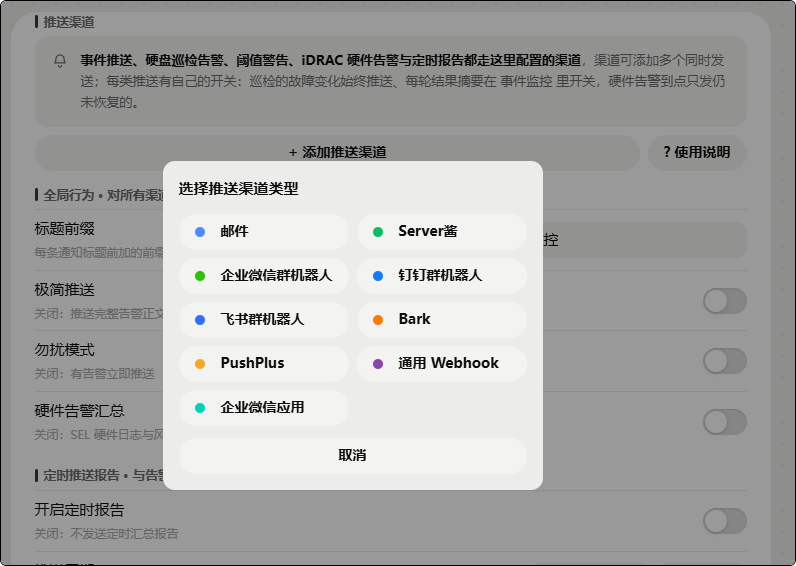 推送渠道
事件推送、硬盘巡检告警、阈值警告、iDRAC 硬件告警与定时报告都走这里配置的渠道，渠道可添加多个同时发
送；每类推送有自己的开关：巡检的故障变化始终推送、每轮结果摘要在 事件监控 里开关，硬件告警到点只发仍
未恢复的。
+ 添加推送渠道
? 使用说明
选择推送渠道类型
全局行为 • 对所有渠道
邮件
Server酱
标题前缀
控
每条通知标题前加的前缀
企业微信群机器人
钉钉群机器人
极简推送
关闭：推送完整告警正文
飞书群机器人
Bark
勿扰模式
关闭：有告警立即推送
PushPlus
通用 Webhook
硬件告警汇总
关闭：SEL 硬件日志与风
企业微信应用
取消
定时推送报告 • 与告警
开启定时报告
关闭：不发送定时汇总报告